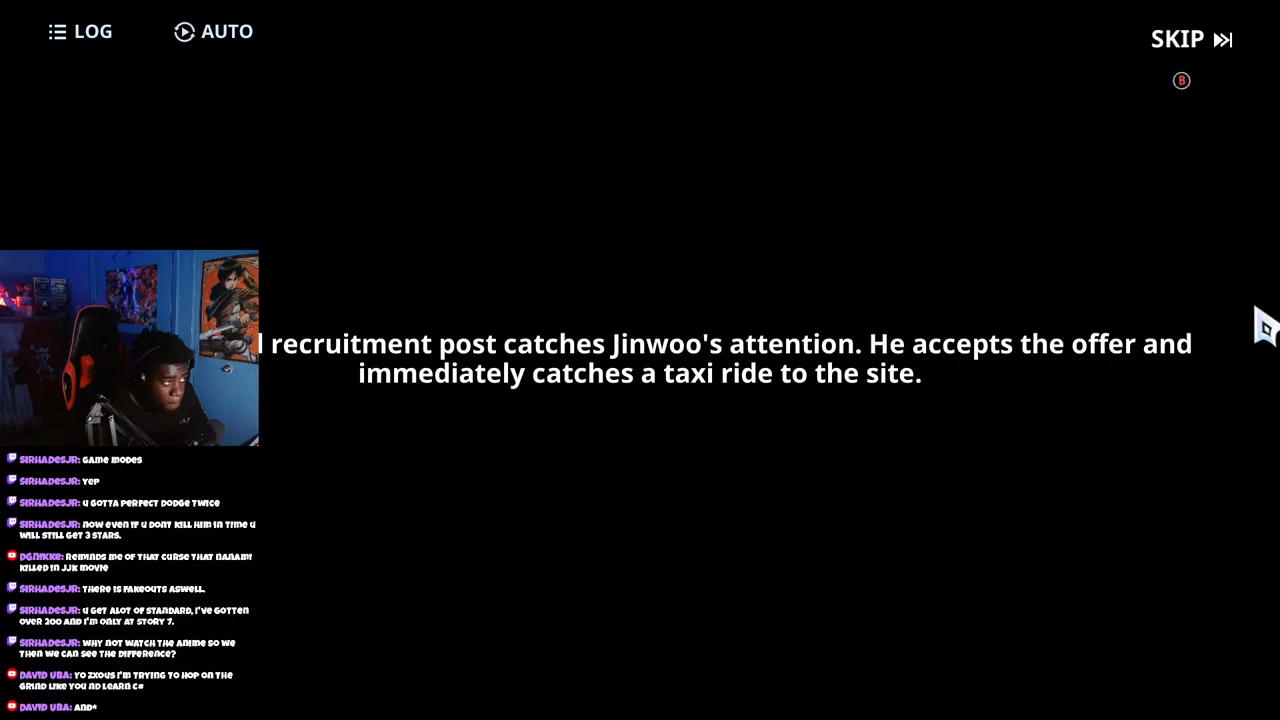 LOG
AUTO
SKIP
B
recruitment post catches Jinwoo's attention. He accepts the offer and
immediately catches a taxi ride to the site.
SIRHADESJR: GAME MODES
SIRHADESJR: YEP
SIRHADESJR: U GOTTA PERFECT DODGE TWICE
SIRHADESJR: NOW EVEN IF U DONT KILL HIM IN TIME U
WILL STILL GET 3 STARS.
DGNIKKE: REMINDS ME OF THAT CURSE THAT NANAMI
KILLED IN JJK MOVIE
SIRHADESJR: THERE IS FAKEOUTS ASWELL.
SIRHADESJR: U GET ALOT OF STANDARD, I'VE GOTTEN
OVER 200 AND I'M ONLY AT STORY 7.
SIRHADESJR: WHY NOT WATCH THE ANIME SO WE
THEN WE CAN SEE THE DIFFERENCE?
DAVID UBA: YO ZXOUS I'M TRYING TO HOP ON THE
GRIND LIKE YOU ND LEARN C#
DAVID UBA: AND*